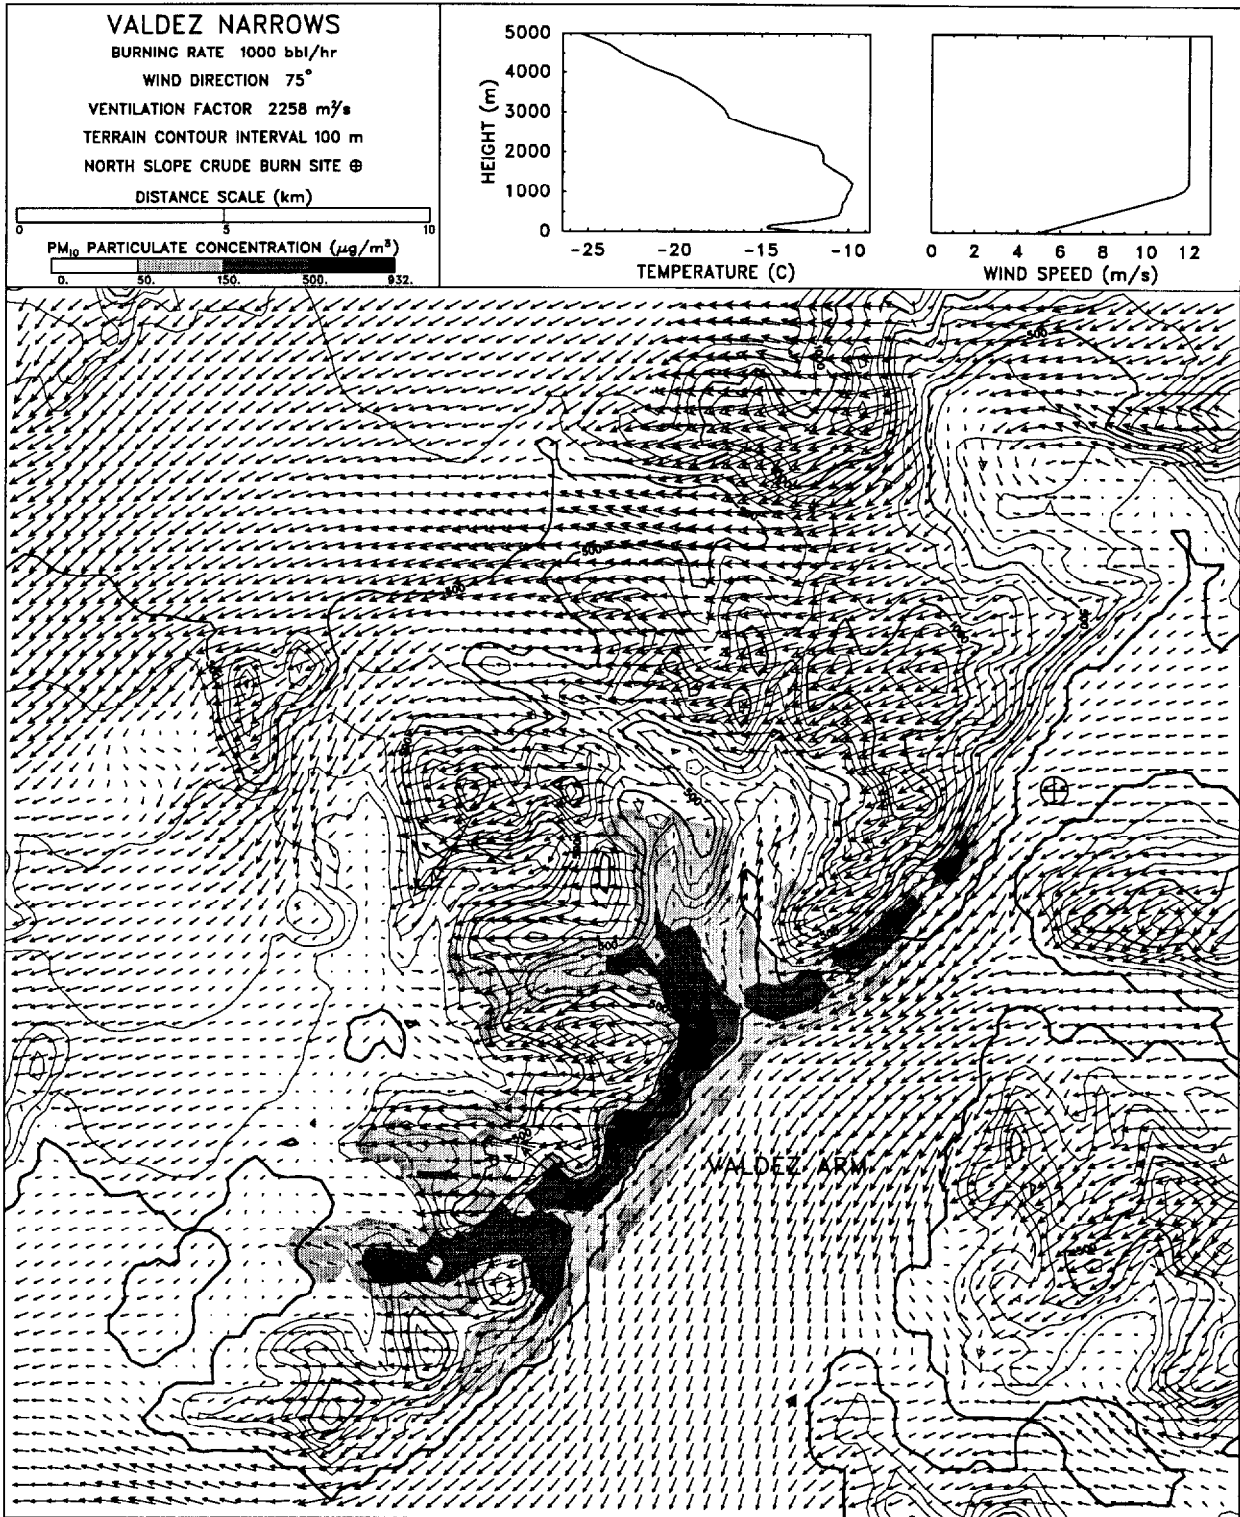 VALDEZ NARROWS
BURNING RATE 1000 bbl/hr
WIND DIRECTION 75°
VENTILATION FACTOR 2258 m²/s
TERRAIN CONTOUR INTERVAL 100 m
NORTH SLOPE CRUDE BURN SITE ⊕
DISTANCE SCALE (km)
0 5 10
PM₁₀ PARTICULATE CONCENTRATION (μg/m³)
0. 50. 150. 500. 932.
HEIGHT (m)
5000
4000
3000
2000
1000
0
-25 -20 -15 -10
TEMPERATURE (C)
0 2 4 6 8 10 12
WIND SPEED (m/s)
500
500
500
500
500
500
500
VALDEZ ARM